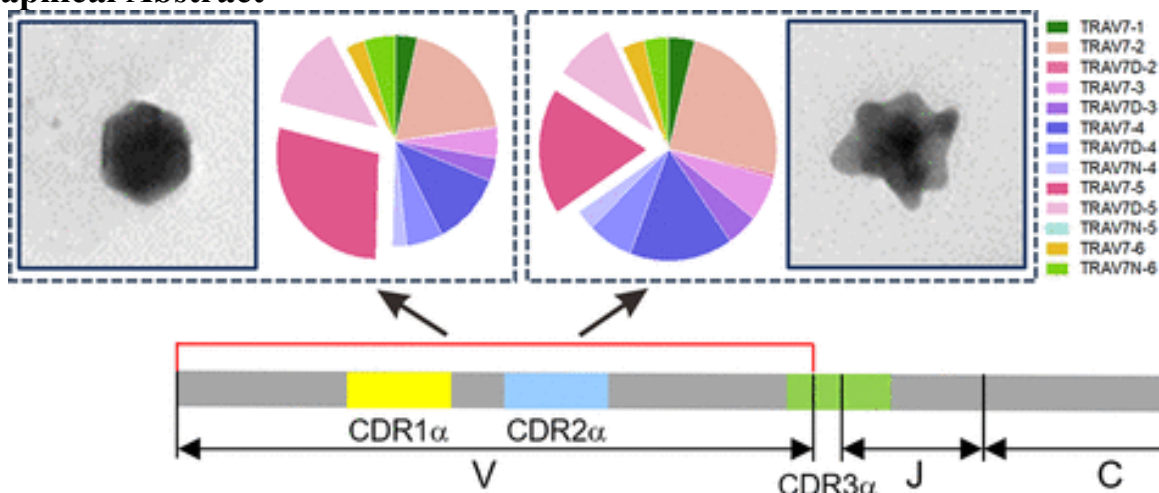 TRAV7-1
TRAV7-2
TRAV7D-2
TRAV7-3
TRAV7D-3
TRAV7-4
TRAV7D-4
TRAV7N-4
TRAV7-5
TRAV7D-5
TRAV7N-5
TRAV7-6
TRAV7N-6
CDR1α CDR2α
V CDR3α J C